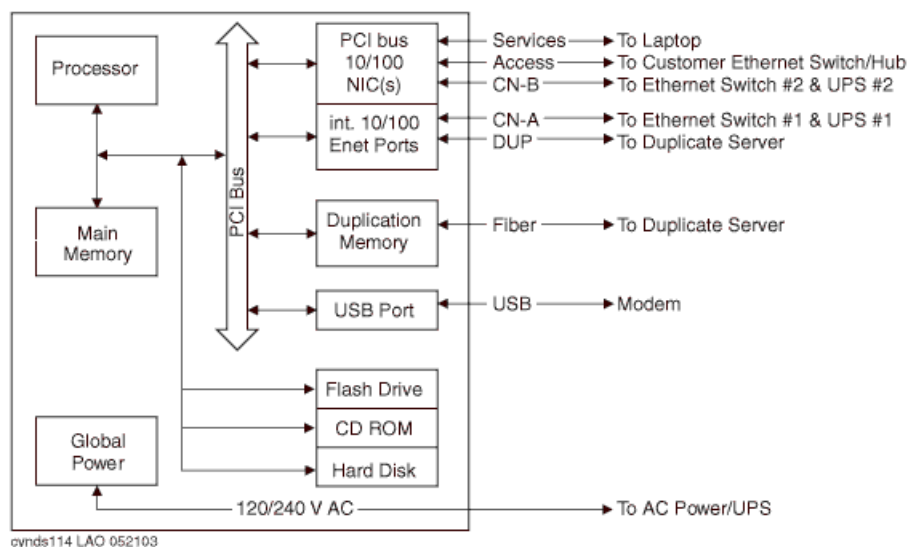 Processor
Main
Memory
Global
Power
PCI Bus
PCI bus
10/100
NIC(s)
int. 10/100
Enet Ports
Duplication
Memory
USB Port
Flash Drive
CD ROM
Hard Disk
Services To Laptop
Access To Customer Ethernet Switch/Hub
CN-B To Ethernet Switch #2 & UPS #2
CN-A To Ethernet Switch #1 & UPS #1
DUP To Duplicate Server
Fiber To Duplicate Server
USB Modem
120/240 V AC To AC Power/UPS
cynds114 LAO 052103